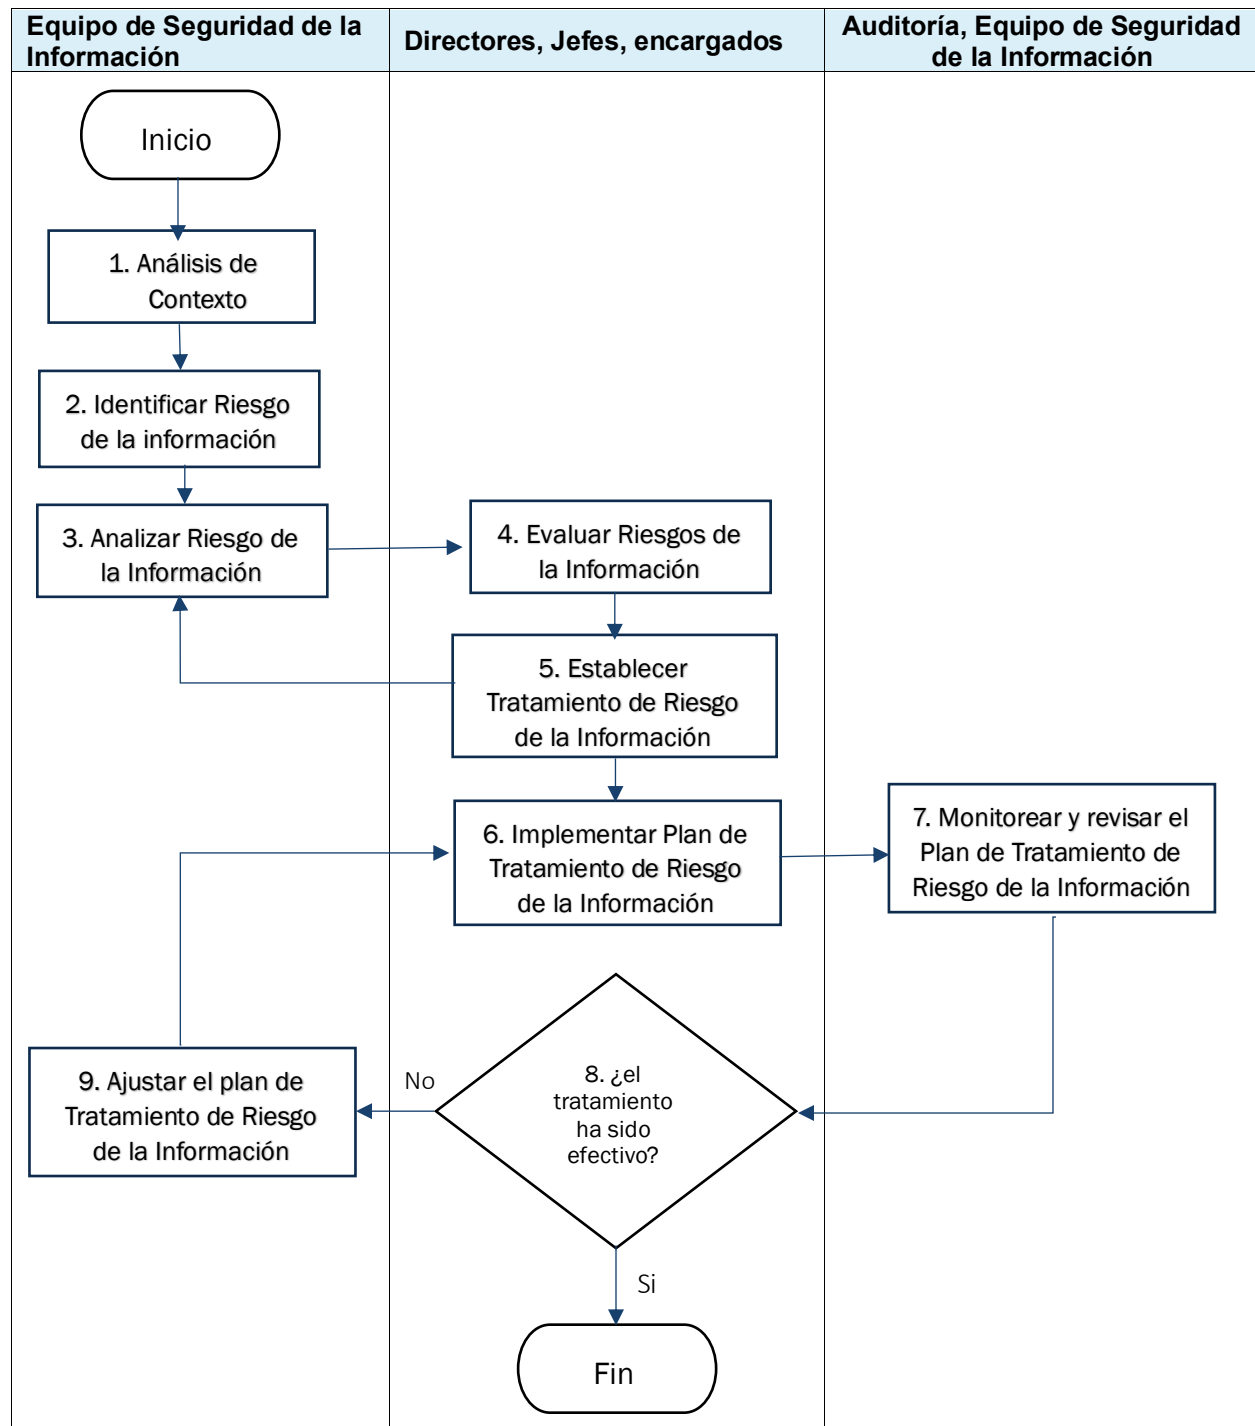 Equipo de Seguridad de la
Información
Directores, Jefes, encargados
Auditoría, Equipo de Seguridad
de la Información
Inicio
1. Análisis de
Contexto
2. Identificar Riesgo
de la información
3. Analizar Riesgo de
la Información
4. Evaluar Riesgos de
la Información
5. Establecer
Tratamiento de Riesgo
de la Información
6. Implementar Plan de
Tratamiento de Riesgo
de la Información
7. Monitorear y revisar el
Plan de Tratamiento de
Riesgo de la Información
8. ¿el
tratamiento
ha sido
efectivo?
No
9. Ajustar el plan de
Tratamiento de Riesgo
de la Información
Si
Fin